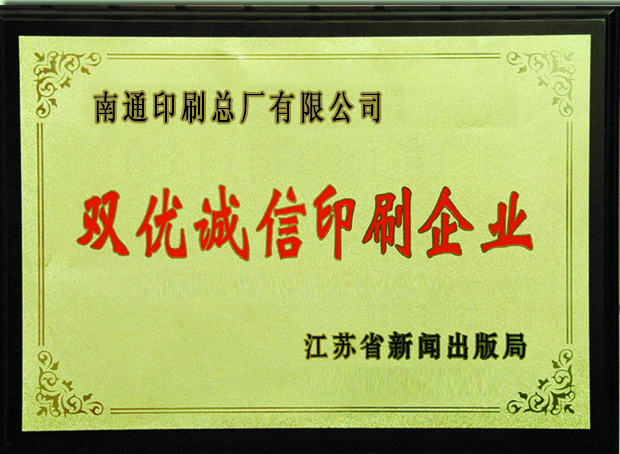 南通印刷总厂有限公司
双优诚信印刷企业
江苏省新闻出版局